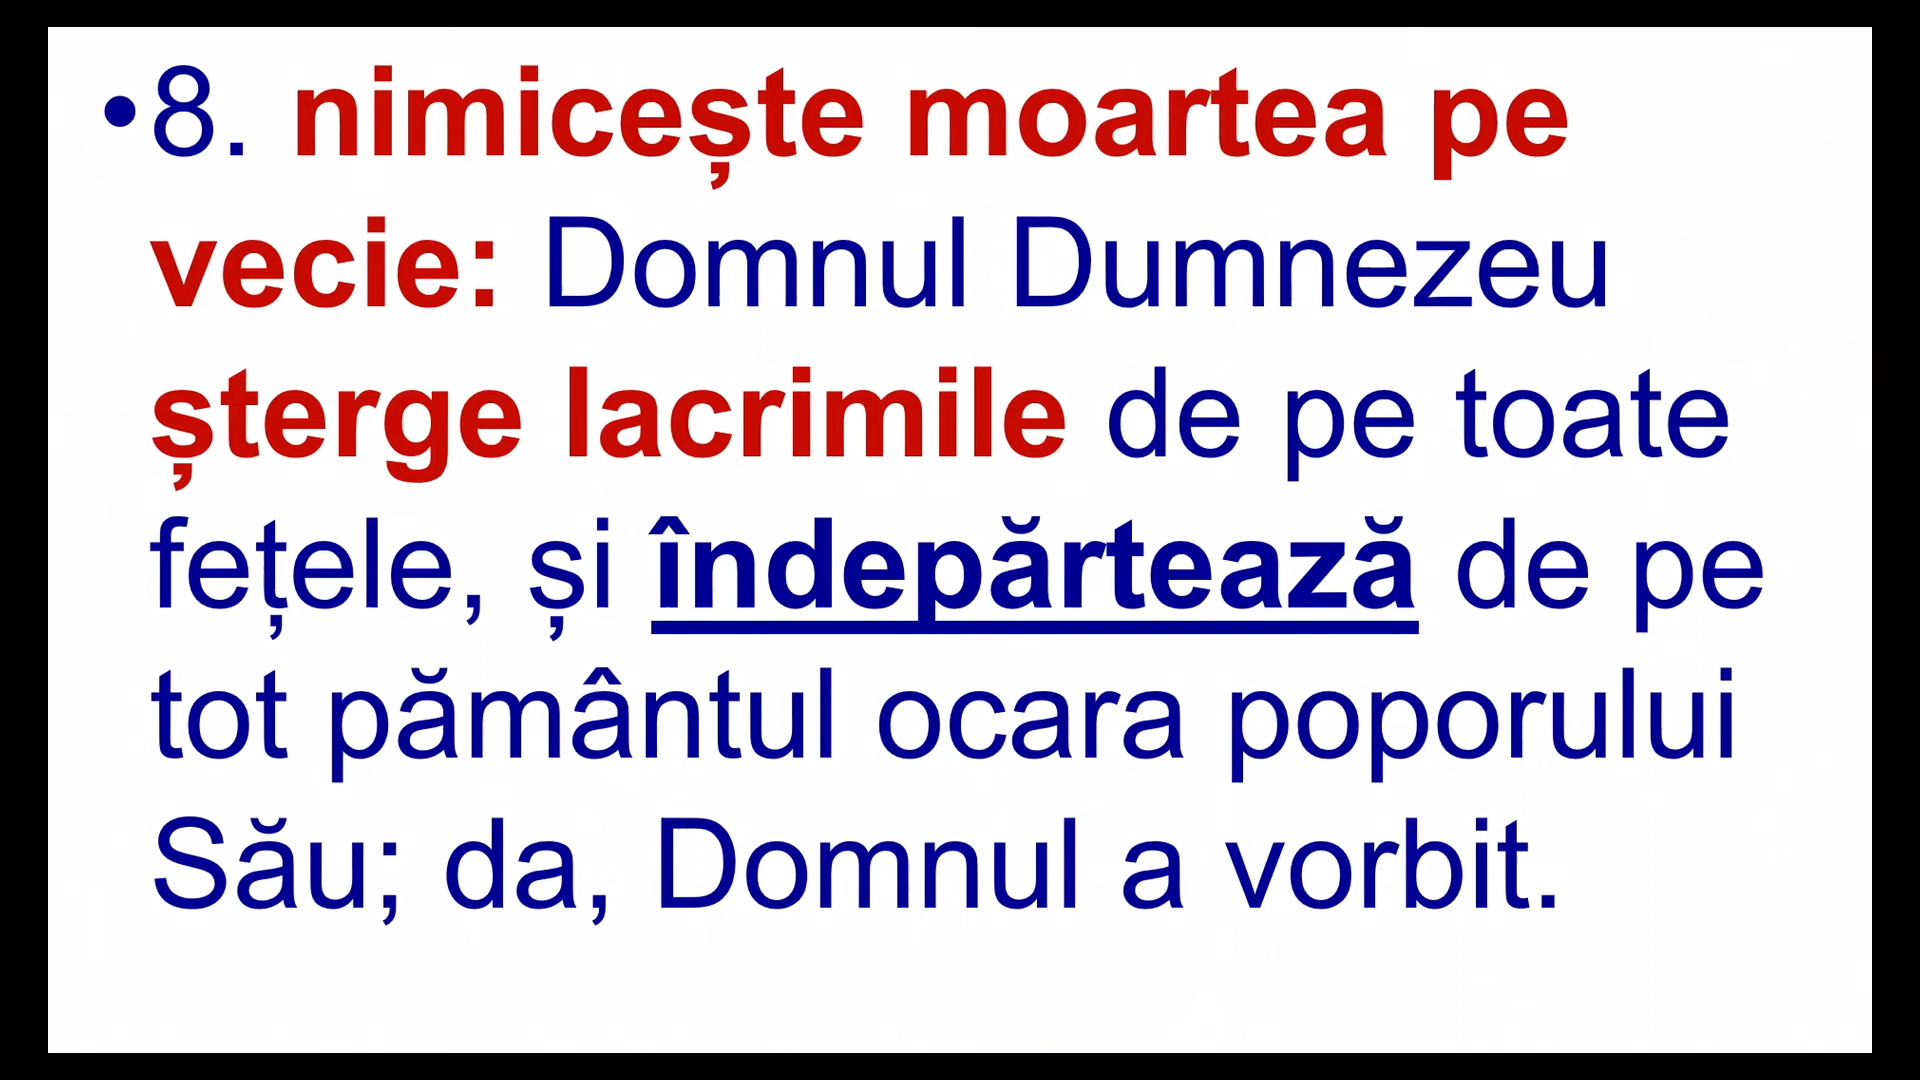 •8. nimicește moartea pe
vecie: Domnul Dumnezeu
șterge lacrimile de pe toate
fețele, și îndepărtează de pe
tot pământul ocara poporului
Său; da, Domnul a vorbit.